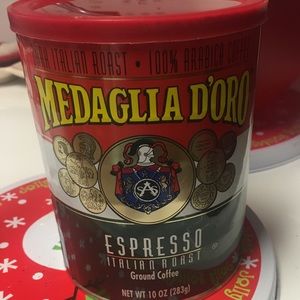 ITALIAN ROAST • 100% ARABICA COFFEE
MEDAGLIA D'ORO
ESPRESSO
ITALIAN ROAST
Ground Coffee
NET WT 10 OZ (283g)